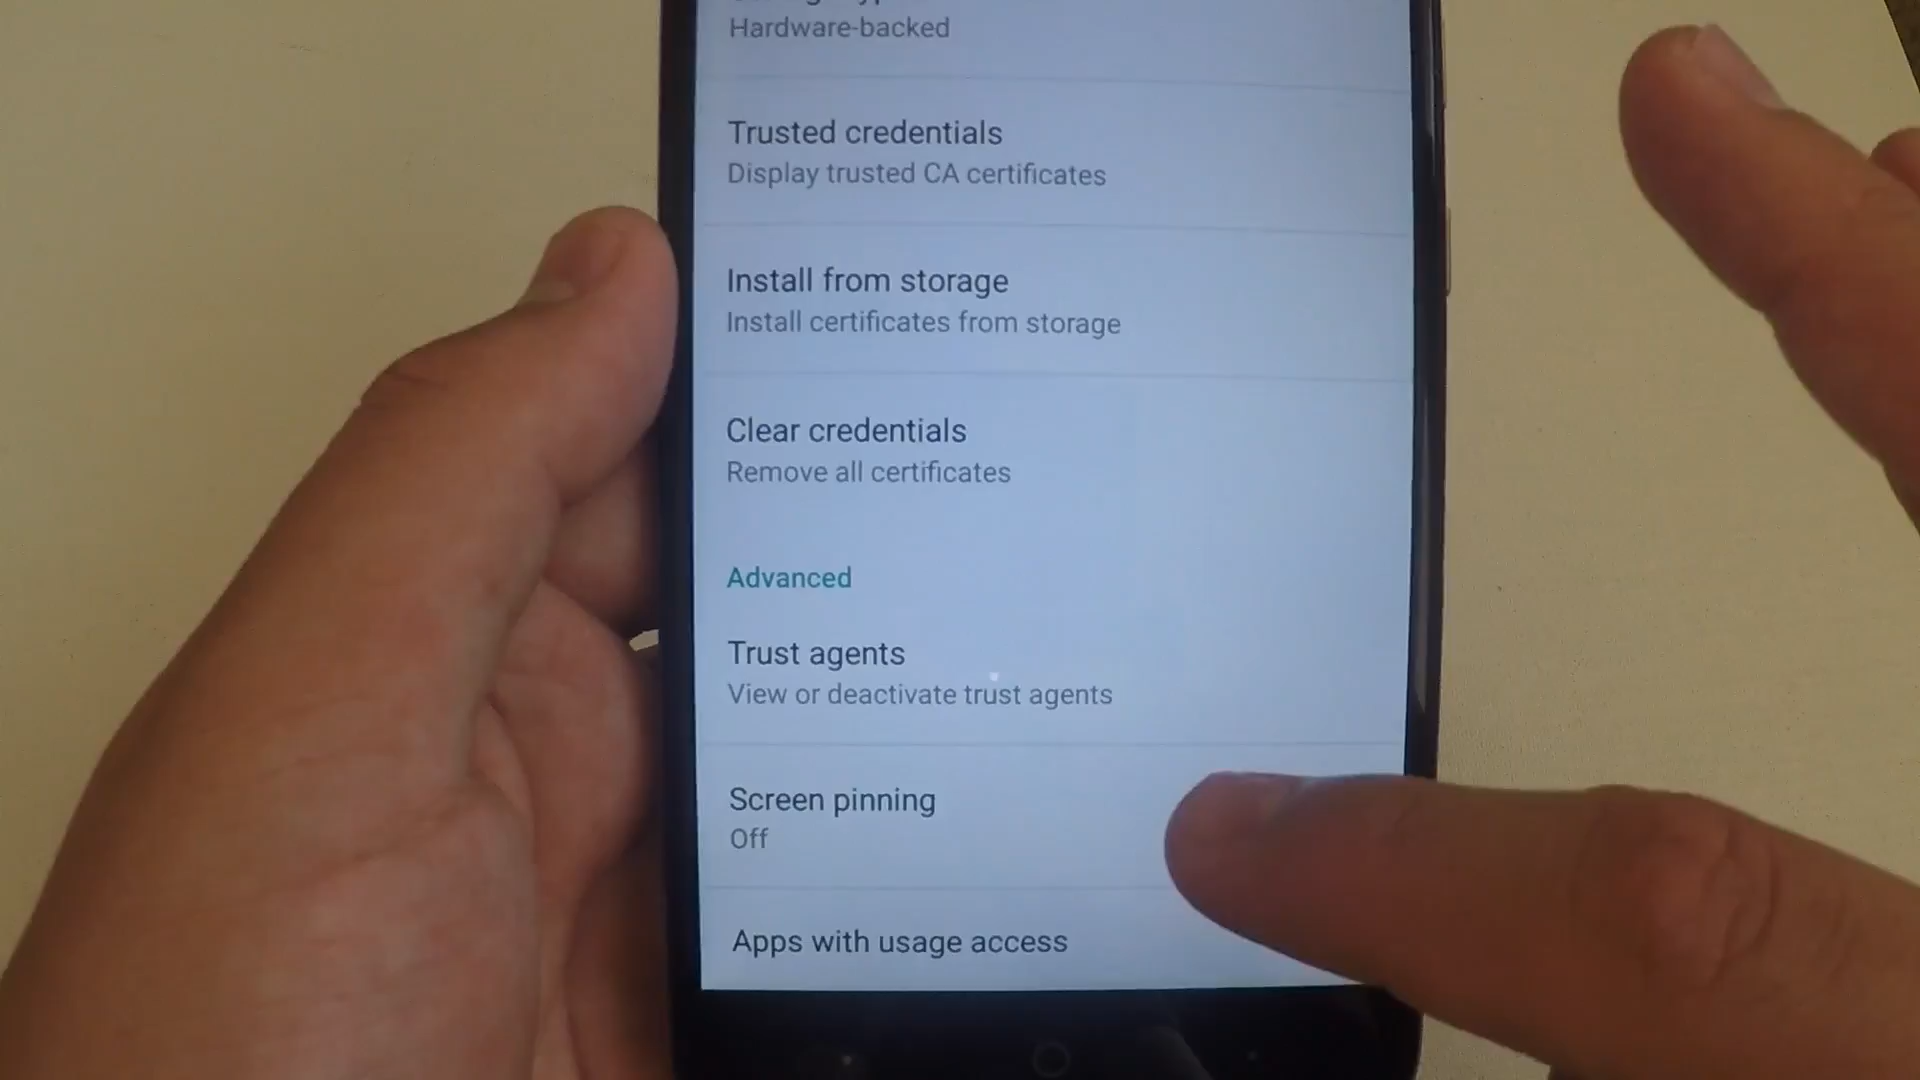 Hardware-backed
Trusted credentials
Display trusted CA certificates
Install from storage
Install certificates from storage
Clear credentials
Remove all certificates
Advanced
Trust agents
View or deactivate trust agents
Screen pinning
Off
Apps with usage access